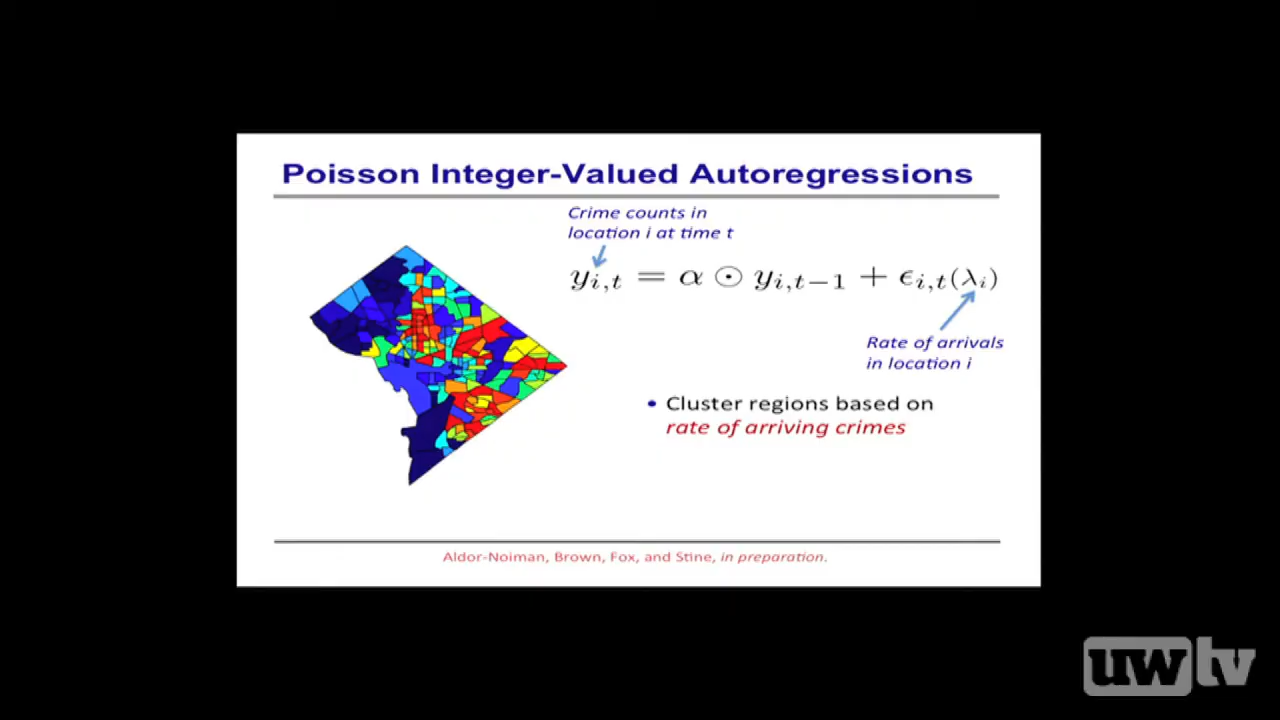 Poisson Integer-Valued Autoregressions
Crime counts in
location i at time t
y_{i,t} = α ⊙ y_{i,t−1} + ϵ_{i,t}(λ_i)
Rate of arrivals
in location i
• Cluster regions based on
rate of arriving crimes
Aldor-Noiman, Brown, Fox, and Stine, in preparation.
uwtv